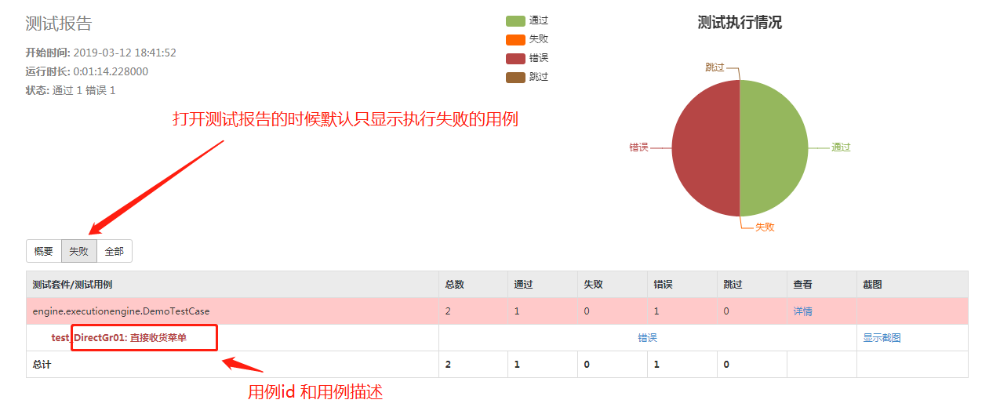 测试报告
开始时间: 2019-03-12 18:41:52
运行时长: 0:01:14.228000
状态: 通过 1 错误 1
通过
失败
错误
跳过
测试执行情况
跳过
错误
通过
失败
打开测试报告的时候默认只显示执行失败的用例
概要 失败 全部
测试套件/测试用例 总数 通过 失败 错误 跳过 查看 截图
engine.executionengine.DemoTestCase 2 1 0 1 0 详情
test_DirectGr01: 直接收货菜单 错误 显示截图
总计 2 1 0 1 0
用例id 和用例描述